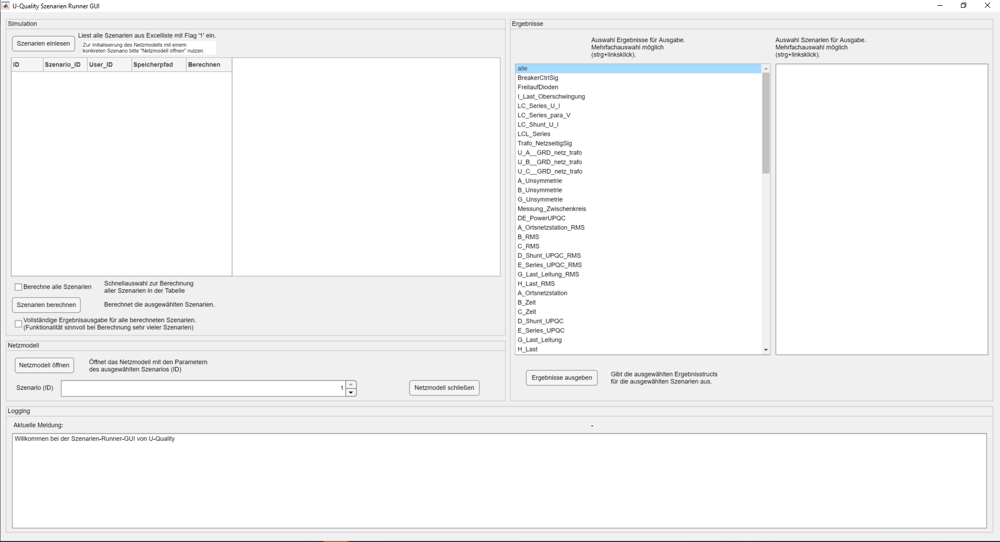 U-Quality Szenarien Runner GUI
Simulation
Szenarien einlesen
Liest alle Szenarien aus Excelliste mit Flag '1' ein.
Zur Initialisierung des Netzmodells mit einem
konkreten Szenario bitte "Netzmodell öffnen" nutzen.
ID Szenario_ID User_ID Speicherpfad Berechnen
Berechne alle Szenarien
Schnellauswahl zur Berechnung
aller Szenarien in der Tabelle
Szenarien berechnen
Berechnet die ausgewählten Szenarien.
Vollständige Ergebnisausgabe für alle berechneten Szenarien.
(Funktionalität sinnvoll bei Berechnung sehr vieler Szenarien)
Netzmodell
Netzmodell öffnen
Öffnet das Netzmodell mit den Parametern
des ausgewählten Szenarios (ID)
Szenario (ID)
1
Netzmodell schließen
Ergebnisse
Auswahl Ergebnisse für Ausgabe.
Mehrfachauswahl möglich
(strg+linksklick).
Auswahl Szenarien für Ausgabe.
Mehrfachauswahl möglich
(strg+linksklick).
alle
BreakerCtrlSig
FreilaufDioden
I_Last_Oberschwingung
LC_Series_U_I
LC_Series_para_V
LC_Shunt_U_I
LCL_Series
Trafo_NetzseitigSig
U_A__GRD_netz_trafo
U_B__GRD_netz_trafo
U_C__GRD_netz_trafo
A_Unsymmetrie
B_Unsymmetrie
G_Unsymmetrie
Messung_Zwischenkreis
DE_PowerUPQC
A_Ortsnetzstation_RMS
B_RMS
C_RMS
D_Shunt_UPQC_RMS
E_Series_UPQC_RMS
G_Last_Leitung_RMS
H_Last_RMS
A_Ortsnetzstation
B_Zeit
C_Zeit
D_Shunt_UPQC
E_Series_UPQC
G_Last_Leitung
H_Last
Ergebnisse ausgeben
Gibt die ausgewählten Ergebnisstructs
für die ausgewählten Szenarien aus.
Logging
Aktuelle Meldung:
-
Willkommen bei der Szenarien-Runner-GUI von U-Quality